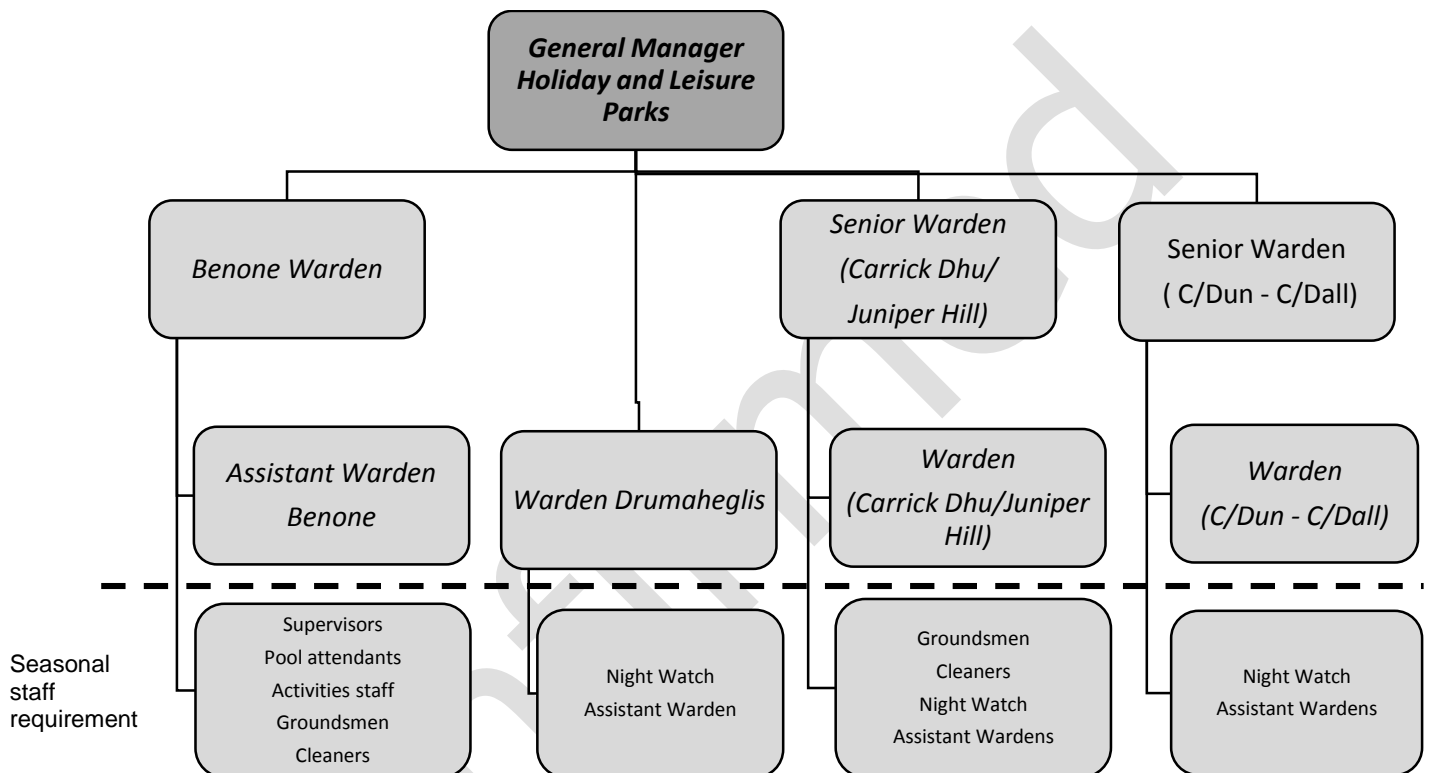 General Manager
Holiday and Leisure
Parks
Benone Warden
Senior Warden
(Carrick Dhu/
Juniper Hill)
Senior Warden
( C/Dun - C/Dall)
Assistant Warden
Benone
Warden Drumaheglis
Warden
(Carrick Dhu/Juniper
Hill)
Warden
(C/Dun - C/Dall)
Seasonal
staff
requirement
Supervisors
Pool attendants
Activities staff
Groundsmen
Cleaners
Night Watch
Assistant Warden
Groundsmen
Cleaners
Night Watch
Assistant Wardens
Night Watch
Assistant Wardens